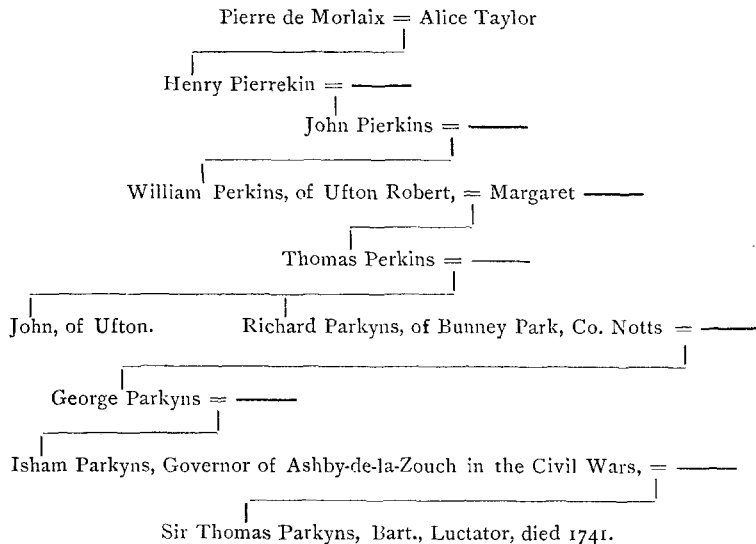 Pierre de Morlaix = Alice Taylor
Henry Pierrekin = ———
John Pierkins = ———
William Perkins, of Ufton Robert, = Margaret ———
Thomas Perkins = ———
John, of Ufton. Richard Parkyns, of Bunney Park, Co. Notts = ———
George Parkyns = ———
Isham Parkyns, Governor of Ashby-de-la-Zouch in the Civil Wars, = ———
Sir Thomas Parkyns, Bart., Luctator, died 1741.